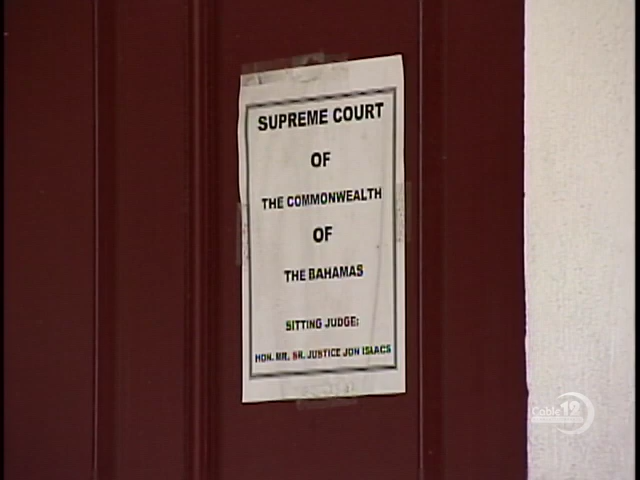 SUPREME COURT
OF
THE COMMONWEALTH
OF
THE BAHAMAS
SITTING JUDGE:
HON. MR. SR. JUSTICE JON ISAACS
Cable 12